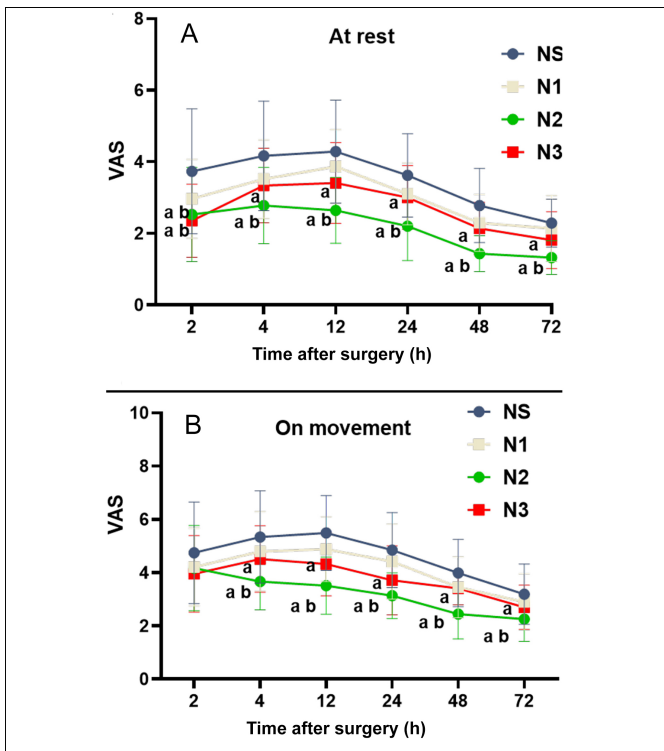 A
At rest
NS
N1
N2
N3
VAS
8
6
4
2
0
a b
a b
a
a b
a
a b
a
a b
a
a b
a
a b
2 4 12 24 48 72
Time after surgery (h)
B
On movement
NS
N1
N2
N3
VAS
10
8
6
4
2
0
a
a b
a
a b
a
a b
a
a b
a
a b
2 4 12 24 48 72
Time after surgery (h)